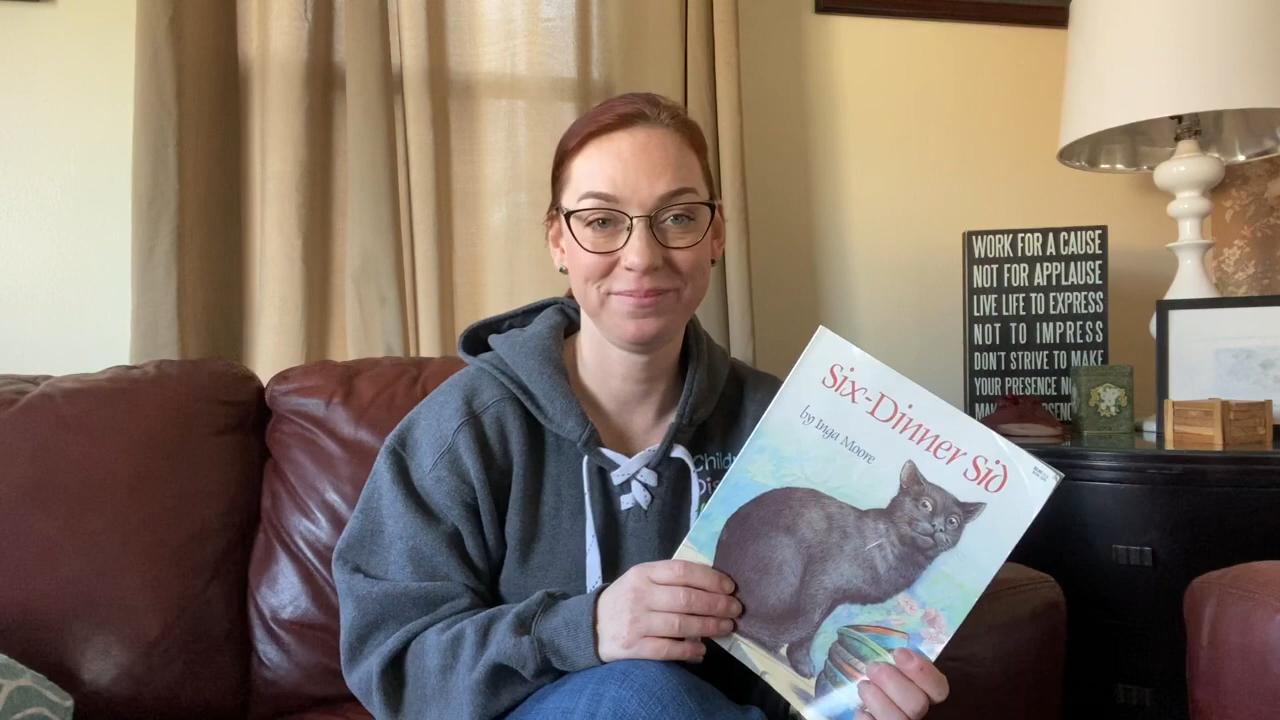 Six-Dinner Sid
by Inga Moore
WORK FOR A CAUSE
NOT FOR APPLAUSE
LIVE LIFE TO EXPRESS
NOT TO IMPRESS
DON'T STRIVE TO MAKE
YOUR PRESENCE